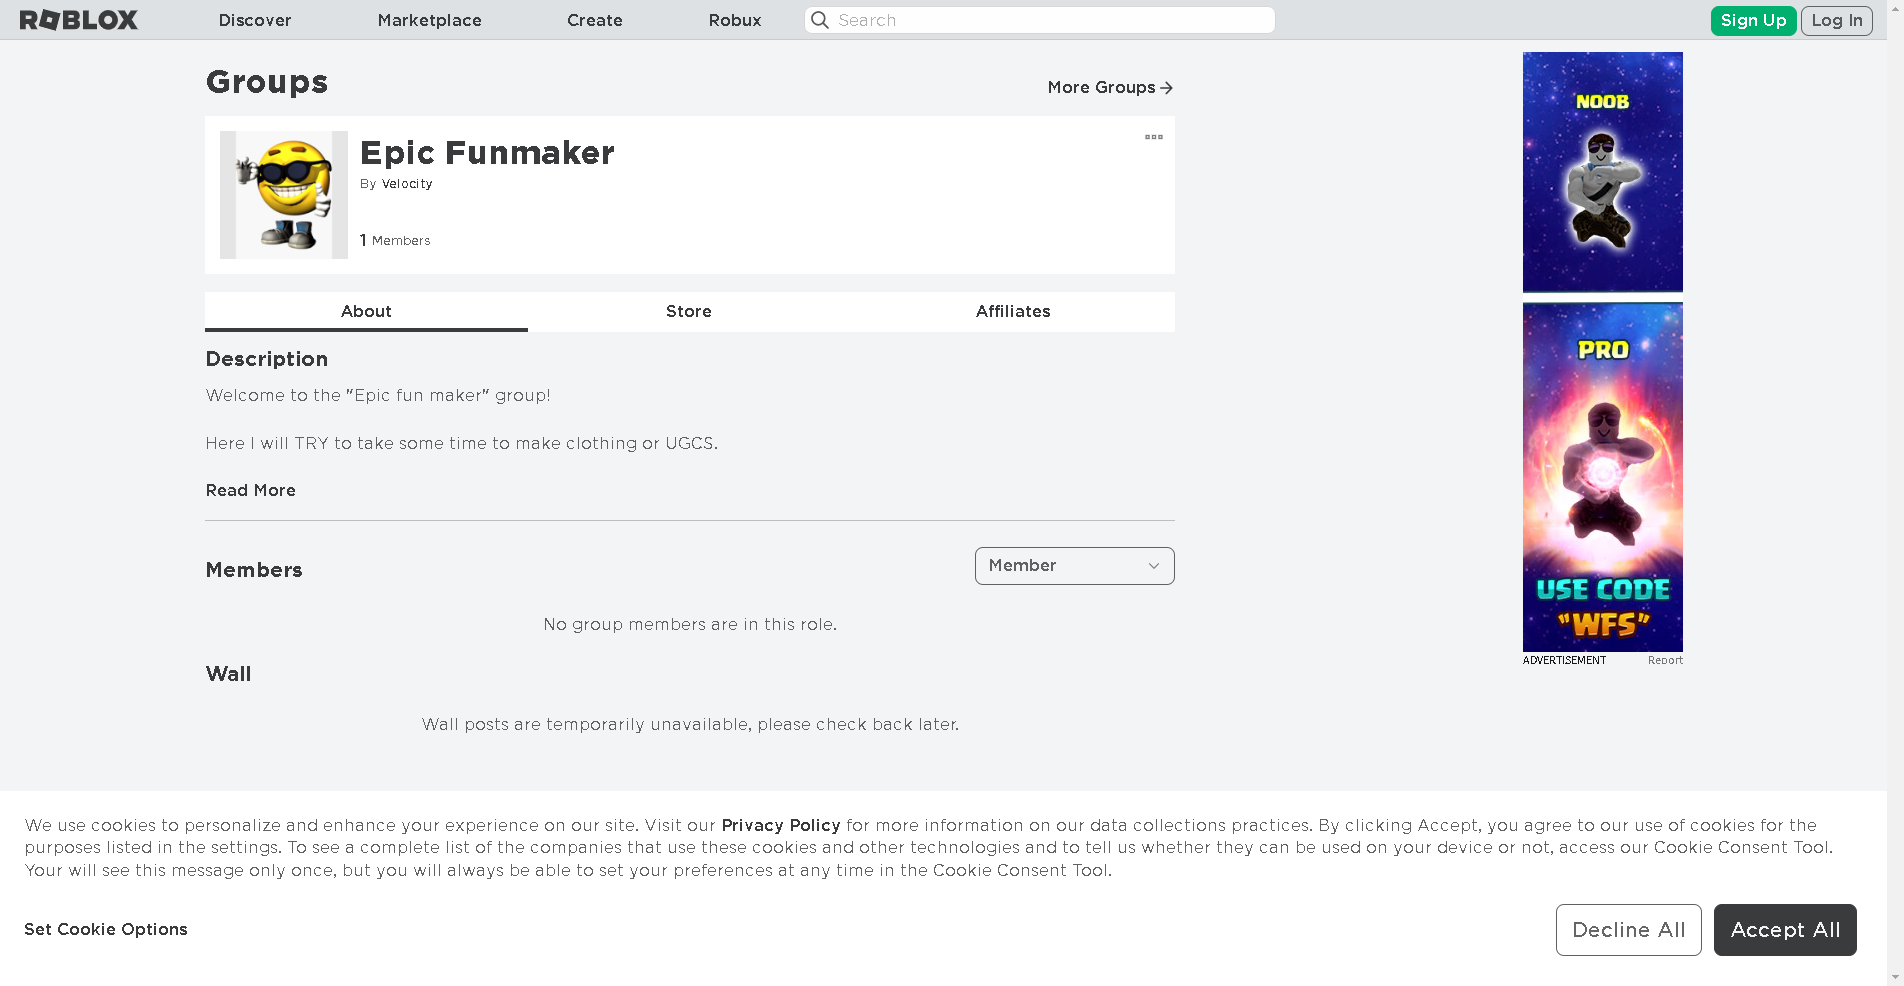 ROBLOX Discover Marketplace Create Robux Search Sign Up Log In
Groups
More Groups
Epic Funmaker
By Velocity
1 Members
About Store Affiliates
Description
Welcome to the "Epic fun maker" group!
Here I will TRY to take some time to make clothing or UGCS.
Read More
Members
Member
No group members are in this role.
Wall
Wall posts are temporarily unavailable, please check back later.
NOOB
PRO
USE CODE
"WFS"
ADVERTISEMENT Report
We use cookies to personalize and enhance your experience on our site. Visit our Privacy Policy for more information on our data collections practices. By clicking Accept, you agree to our use of cookies for the
purposes listed in the settings. To see a complete list of the companies that use these cookies and other technologies and to tell us whether they can be used on your device or not, access our Cookie Consent Tool.
Your will see this message only once, but you will always be able to set your preferences at any time in the Cookie Consent Tool.
Set Cookie Options
Decline All
Accept All